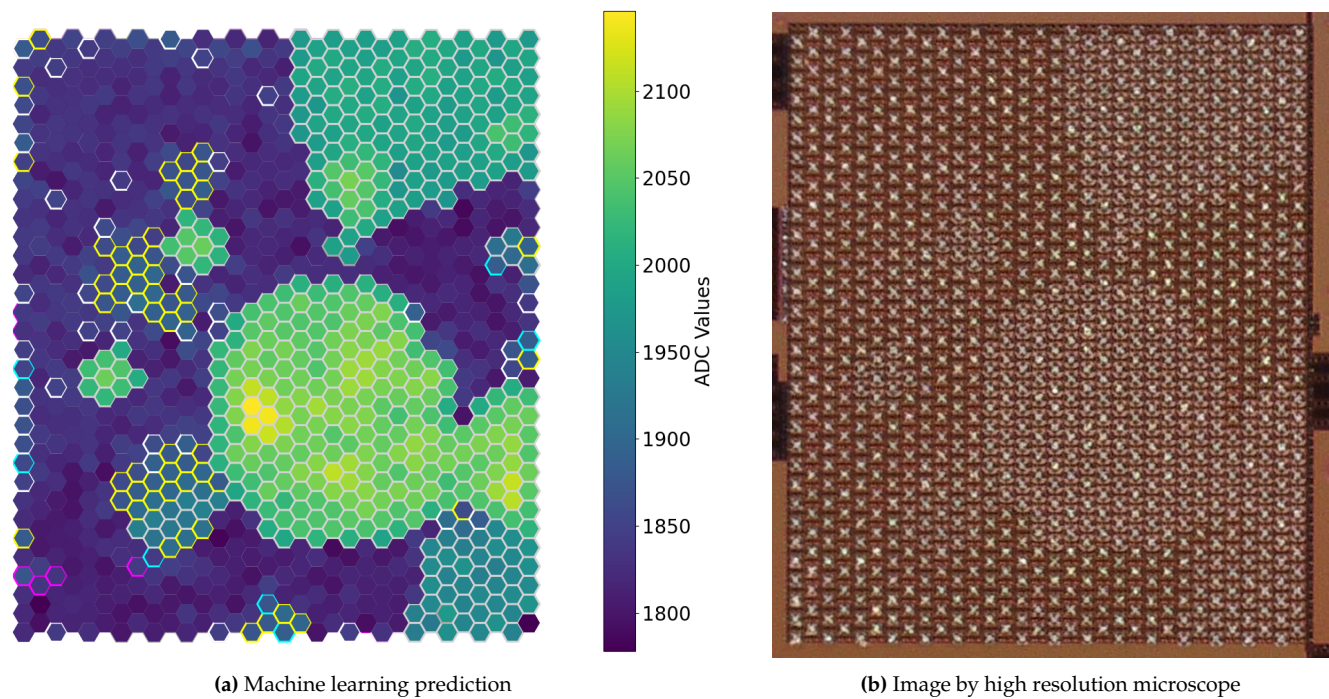 2100
2050
2000
1950
1900
1850
1800
ADC Values
(a) Machine learning prediction
(b) Image by high resolution microscope